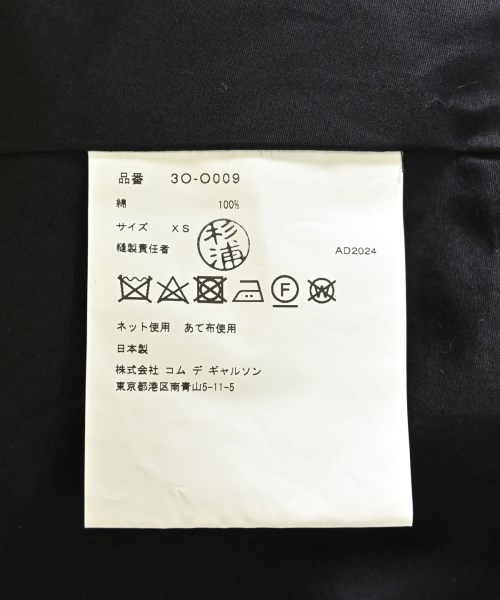 品番 3O-O009
綿 100%
サイズ XS
縫製責任者 杉浦 AD2024
F W
ネット使用 あて布使用
日本製
株式会社 コム デ ギャルソン
東京都港区南青山5-11-5